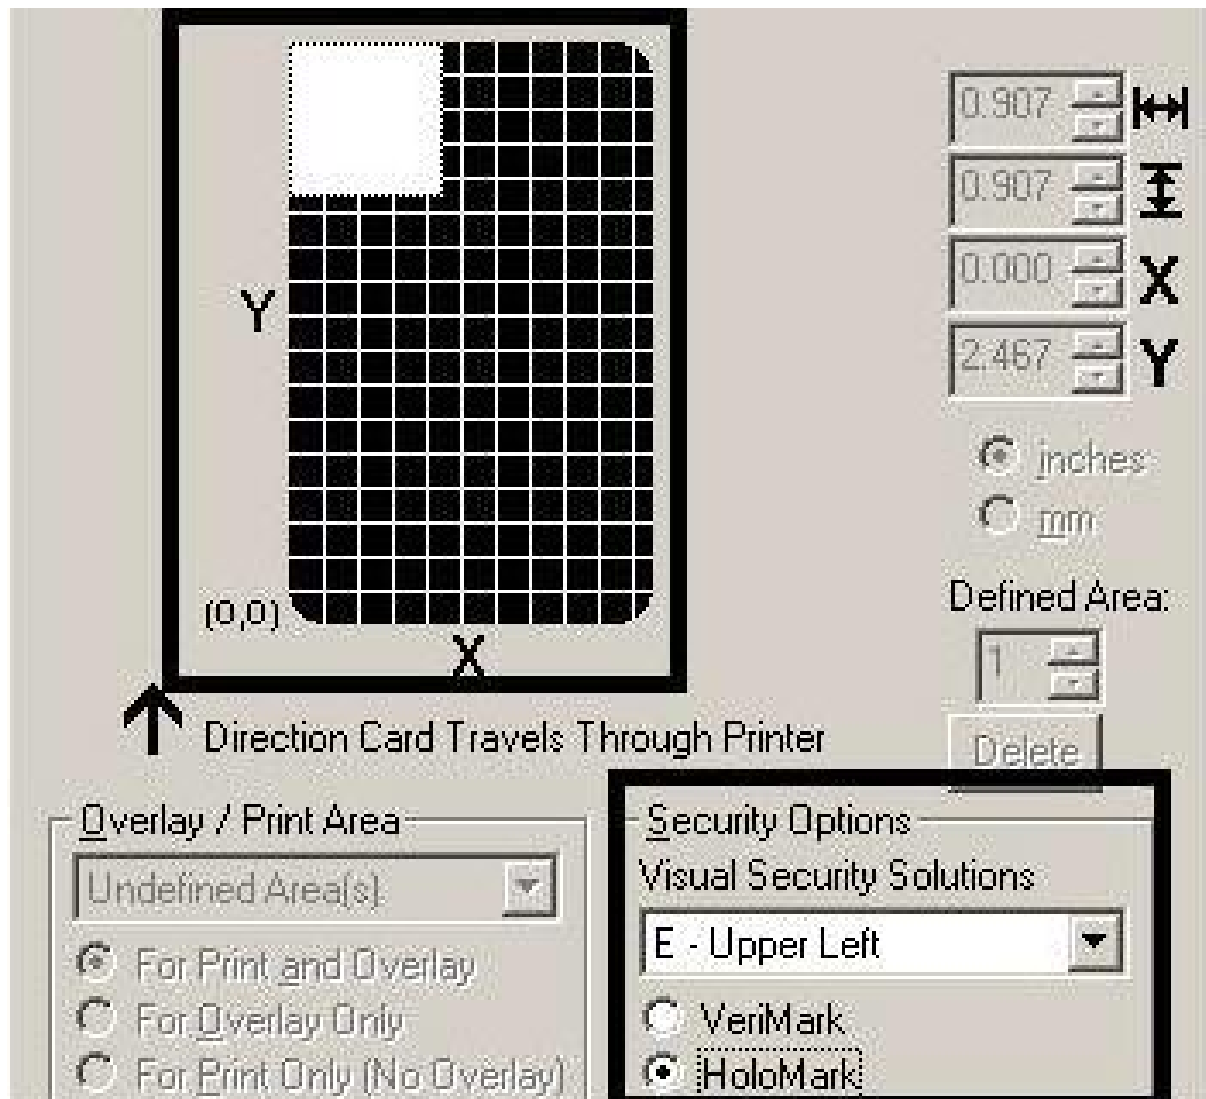 0.907
0.907
0.000
X
Y
2.467
Y
inches
mm
Defined Area:
(0,0)
X
1
Direction Card Travels Through Printer
Delete
Overlay / Print Area
Undefined Area(s)
For Print and Overlay
For Overlay Only
For Print Only (No Overlay)
Security Options
Visual Security Solutions
E - Upper Left
VeriMark
HoloMark